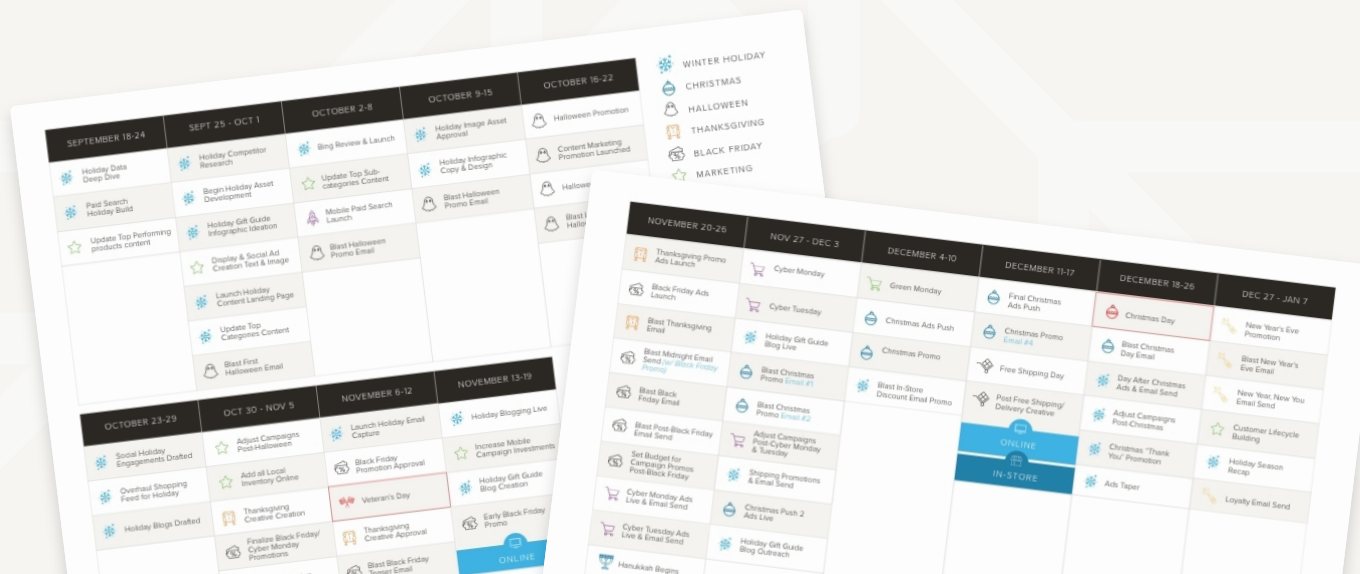 SEPTEMBER 18-24
Holiday Data
Deep Dive
Paid Search
Holiday Build
Update Top Performing
products content
SEPT 25 - OCT 1
Holiday Competitor
Research
Begin Holiday Asset
Development
Holiday Gift Guide
Infographic Ideation
Display & Social Ad
Creation Text & Image
Launch Holiday
Content Landing Page
Update Top
Categories Content
Blast First
Halloween Email
OCTOBER 2-8
Bing Review & Launch
Update Top Sub-
categories Content
Mobile Paid Search
Launch
Blast Halloween
Promo Email
OCTOBER 9-15
Holiday Image Asset
Approval
Holiday Infographic
Copy & Design
Blast Halloween
Promo Email
OCTOBER 16-22
Halloween Promotion
Content Marketing
Promotion Launched
Hallowe
Blast
Hallo
WINTER HOLIDAY
CHRISTMAS
HALLOWEEN
THANKSGIVING
BLACK FRIDAY
MARKETING
OCTOBER 23-29
Social Holiday
Engagements Drafted
Overhaul Shopping
Feed for Holiday
Holiday Blogs Drafted
OCT 30 - NOV 5
Adjust Campaigns
Post-Halloween
Add all Local
Inventory Online
Thanksgiving
Creative Creation
Finalize Black Friday/
Cyber Monday
Promotions
NOVEMBER 6-12
Launch Holiday Email
Capture
Black Friday
Promotion Approval
Veteran's Day
Thanksgiving
Creative Approval
Blast Black Friday
Teaser Email
NOVEMBER 13-19
Holiday Blogging Live
Increase Mobile
Campaign Investments
Holiday Gift Guide
Blog Creation
Early Black Friday
Promo
ONLINE
NOVEMBER 20-26
Thanksgiving Promo
Ads Launch
Black Friday Ads
Launch
Blast Thanksgiving
Email
Blast Midnight Email
Send (w/ Black Friday
Promo)
Blast Black
Friday Email
Blast Post-Black Friday
Email Send
Set Budget for
Campaign Promos
Post-Black Friday
Cyber Monday Ads
Live & Email Send
Cyber Tuesday Ads
Live & Email Send
Hanukkah Begins
NOV 27 - DEC 3
Cyber Monday
Cyber Tuesday
Holiday Gift Guide
Blog Live
Blast Christmas
Promo Email #1
Blast Christmas
Promo Email #2
Adjust Campaigns
Post-Cyber Monday
& Tuesday
Shipping Promotions
& Email Send
Christmas Push 2
Ads Live
Holiday Gift Guide
Blog Outreach
DECEMBER 4-10
Green Monday
Christmas Ads Push
Christmas Promo
Blast In-Store
Discount Email Promo
DECEMBER 11-17
Final Christmas
Ads Push
Christmas Promo
Email #4
Free Shipping Day
Post Free Shipping/
Delivery Creative
ONLINE
IN-STORE
DECEMBER 18-26
Christmas Day
Blast Christmas
Day Email
Day After Christmas
Ads & Email Send
Adjust Campaigns
Post-Christmas
Christmas "Thank
You" Promotion
Ads Taper
DEC 27 - JAN 7
New Year's Eve
Promotion
Blast New Year's
Eve Email
New Year, New You
Email Send
Customer Lifecycle
Building
Holiday Season
Recap
Loyalty Email Send